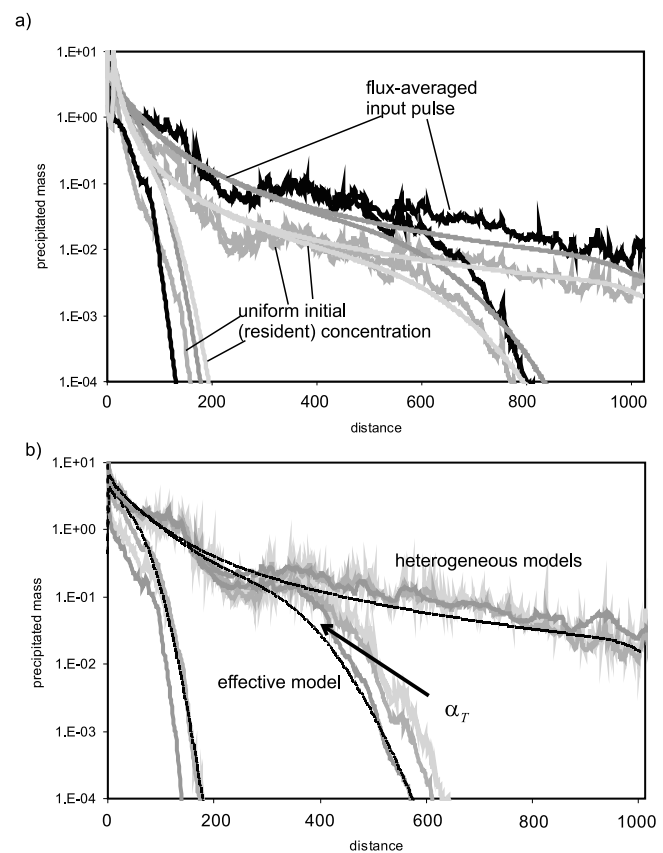 a)
1.E+01
1.E+00
1.E-01
1.E-02
1.E-03
1.E-04
precipitated mass
flux-averaged
input pulse
uniform initial
(resident) concentration
0
200
400
600
800
1000
distance
b)
1.E+01
1.E+00
1.E-01
1.E-02
1.E-03
1.E-04
precipitated mass
heterogeneous models
effective model
α_T
0
200
400
600
800
1000
distance